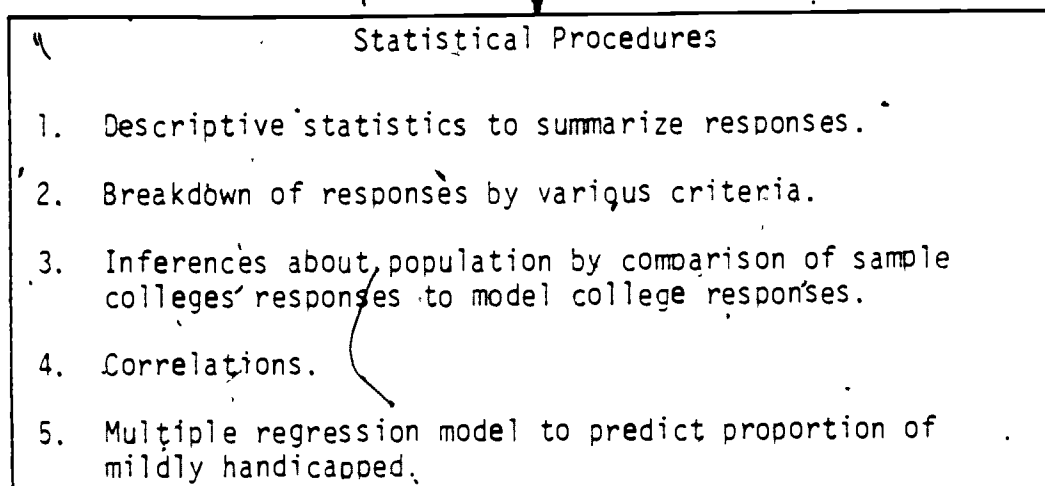 Statistical Procedures
1. Descriptive statistics to summarize responses.
2. Breakdown of responses by various criteria.
3. Inferences about population by comparison of sample
colleges' responses to model college responses.
4. Correlations.
5. Multiple regression model to predict proportion of
mildly handicapped.